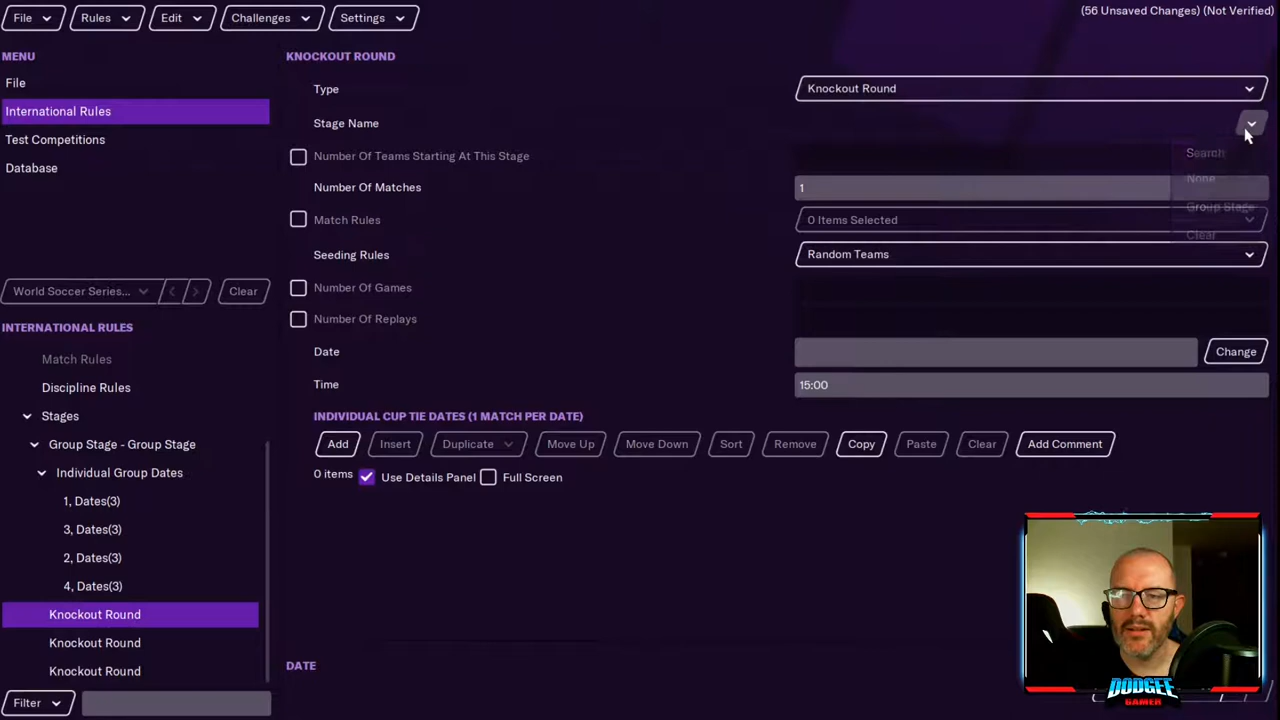 File Rules Edit Challenges Settings (56 Unsaved Changes) (Not Verified)
MENU
File
International Rules
Test Competitions
Database
World Soccer Series... Clear
INTERNATIONAL RULES
Match Rules
Discipline Rules
Stages
Group Stage - Group Stage
Individual Group Dates
1, Dates(3)
3, Dates(3)
2, Dates(3)
4, Dates(3)
Knockout Round
Knockout Round
Knockout Round
Filter
KNOCKOUT ROUND
Type Knockout Round
Stage Name
Search
None
Group Stage
Clear
Number Of Teams Starting At This Stage
Number Of Matches 1
Match Rules 0 Items Selected
Seeding Rules Random Teams
Number Of Games
Number Of Replays
Date Change
Time 15:00
INDIVIDUAL CUP TIE DATES (1 MATCH PER DATE)
Add Insert Duplicate Move Up Move Down Sort Remove Copy Paste Clear Add Comment
0 items Use Details Panel Full Screen
DATE
DODGEE
GAMER